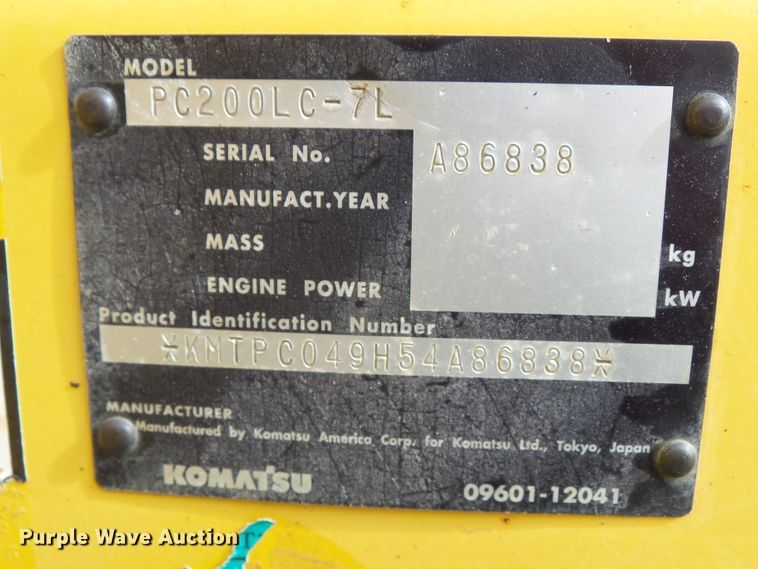 MODEL
PC200LC-7L
SERIAL No. A86838
MANUFACT.YEAR
MASS kg
ENGINE POWER kW
Product Identification Number
*KMTPC049H54A86838*
MANUFACTURER
Manufactured by Komatsu America Corp. for Komatsu Ltd., Tokyo, Japan
KOMATSU 09601-12041
Purple Wave Auction